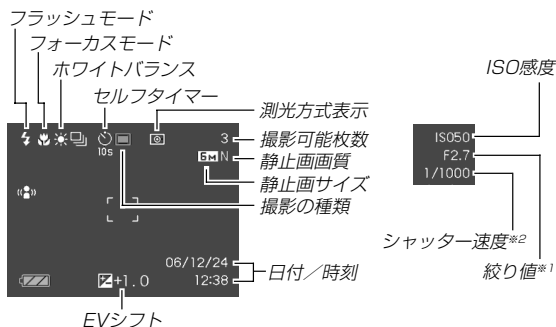 フラッシュモード
フォーカスモード
ホワイトバランス
セルフタイマー
測光方式表示
10s
3
撮影可能枚数
6M N
静止画画質
静止画サイズ
撮影の種類
06/12/24
12:38
日付／時刻
+1.0
EVシフト
ISO感度
ISO50
F2.7
1/1000
シャッター速度※2
絞り値※1